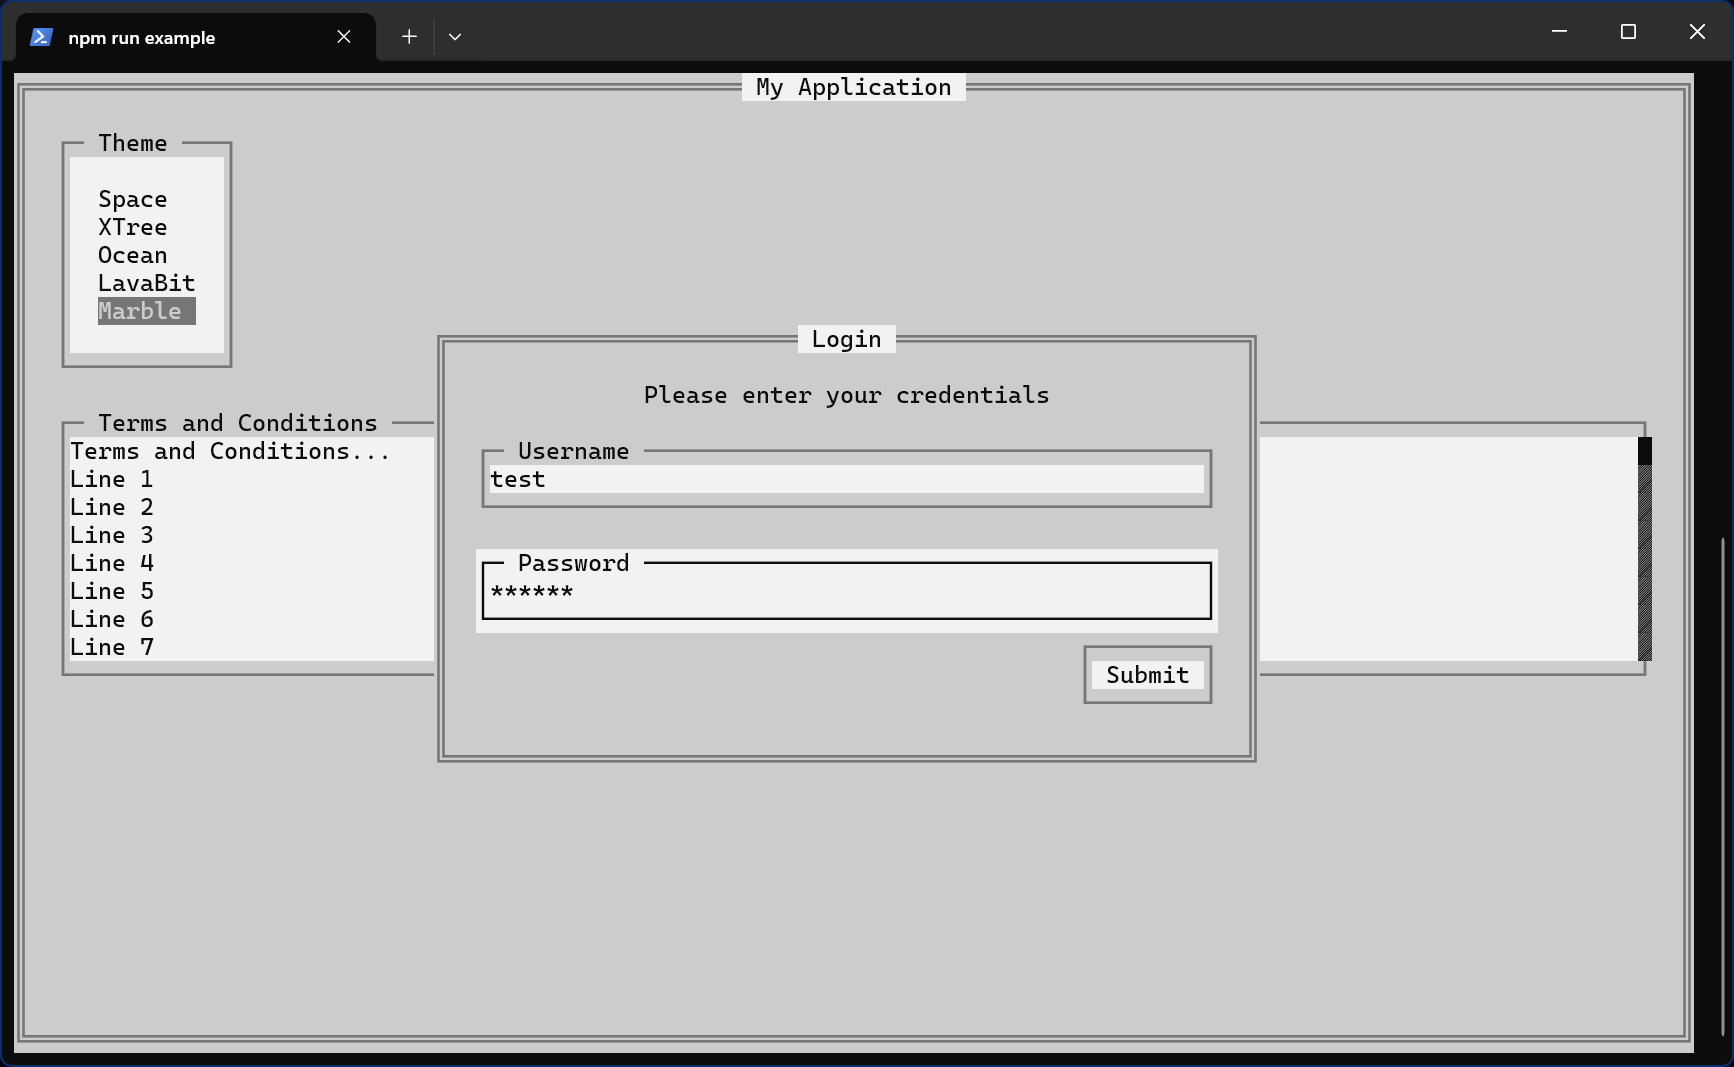 npm run example
My Application
Theme
Space
XTree
Ocean
LavaBit
Marble
Login
Please enter your credentials
Username
test
Password
******
Submit
Terms and Conditions
Terms and Conditions...
Line 1
Line 2
Line 3
Line 4
Line 5
Line 6
Line 7